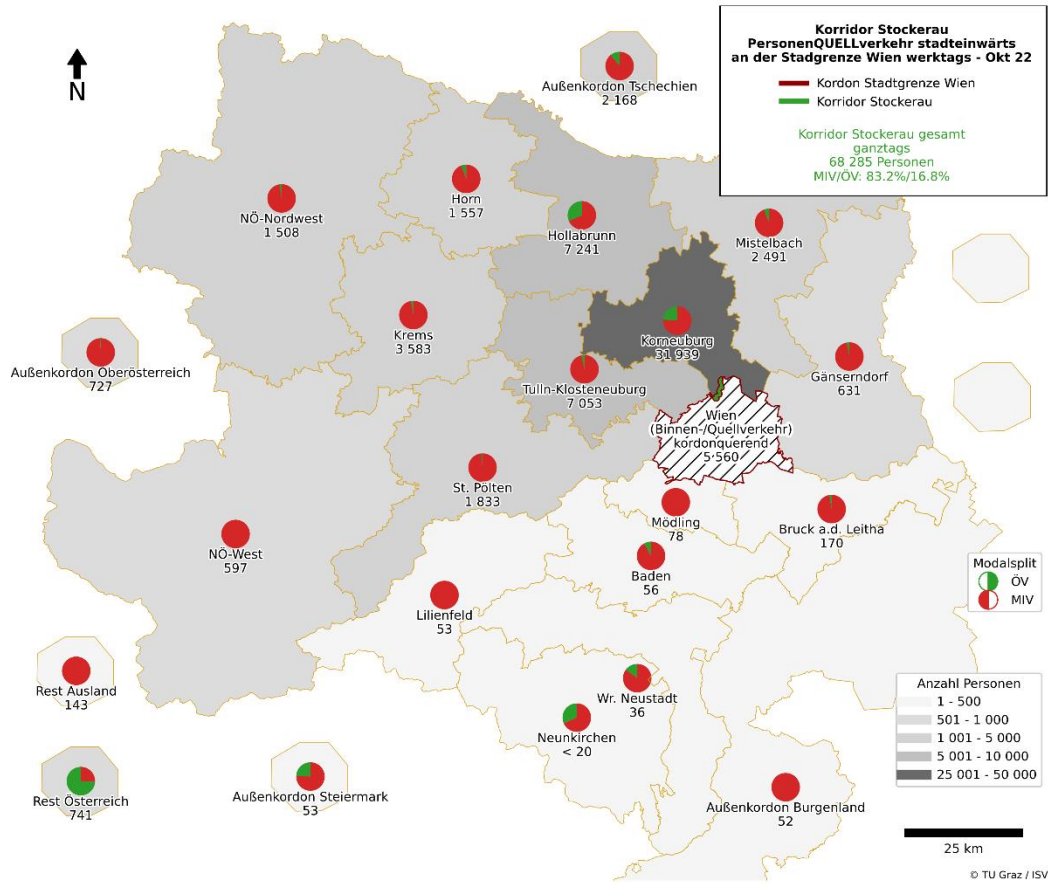 Korridor Stockerau
PersonenQUELLverkehr stadteinwärts
an der Stadgrenze Wien werktags - Okt 22
Kordon Stadtgrenze Wien
Korridor Stockerau
Korridor Stockerau gesamt
ganztags
68 285 Personen
MIV/ÖV: 83.2%/16.8%
N
Außenkordon Tschechien
2 168
Horn
1 557
NÖ-Nordwest
1 508
Hollabrunn
7 241
Mistelbach
2 491
Krems
3 583
Korneuburg
31 939
Außenkordon Oberösterreich
727
Tulln-Klosteneuburg
7 053
Gänserndorf
631
Wien
(Binnen-/Quellverkehr)
kordonquerend
5 560
St. Pölten
1 833
Mödling
78
Bruck a.d. Leitha
170
NÖ-West
597
Baden
56
Modalsplit
ÖV
MIV
Lilienfeld
53
Rest Ausland
143
Wr. Neustadt
36
Neunkirchen
< 20
Anzahl Personen
1 - 500
501 - 1 000
1 001 - 5 000
5 001 - 10 000
25 001 - 50 000
Rest Österreich
741
Außenkordon Steiermark
53
Außenkordon Burgenland
52
25 km
© TU Graz / ISV